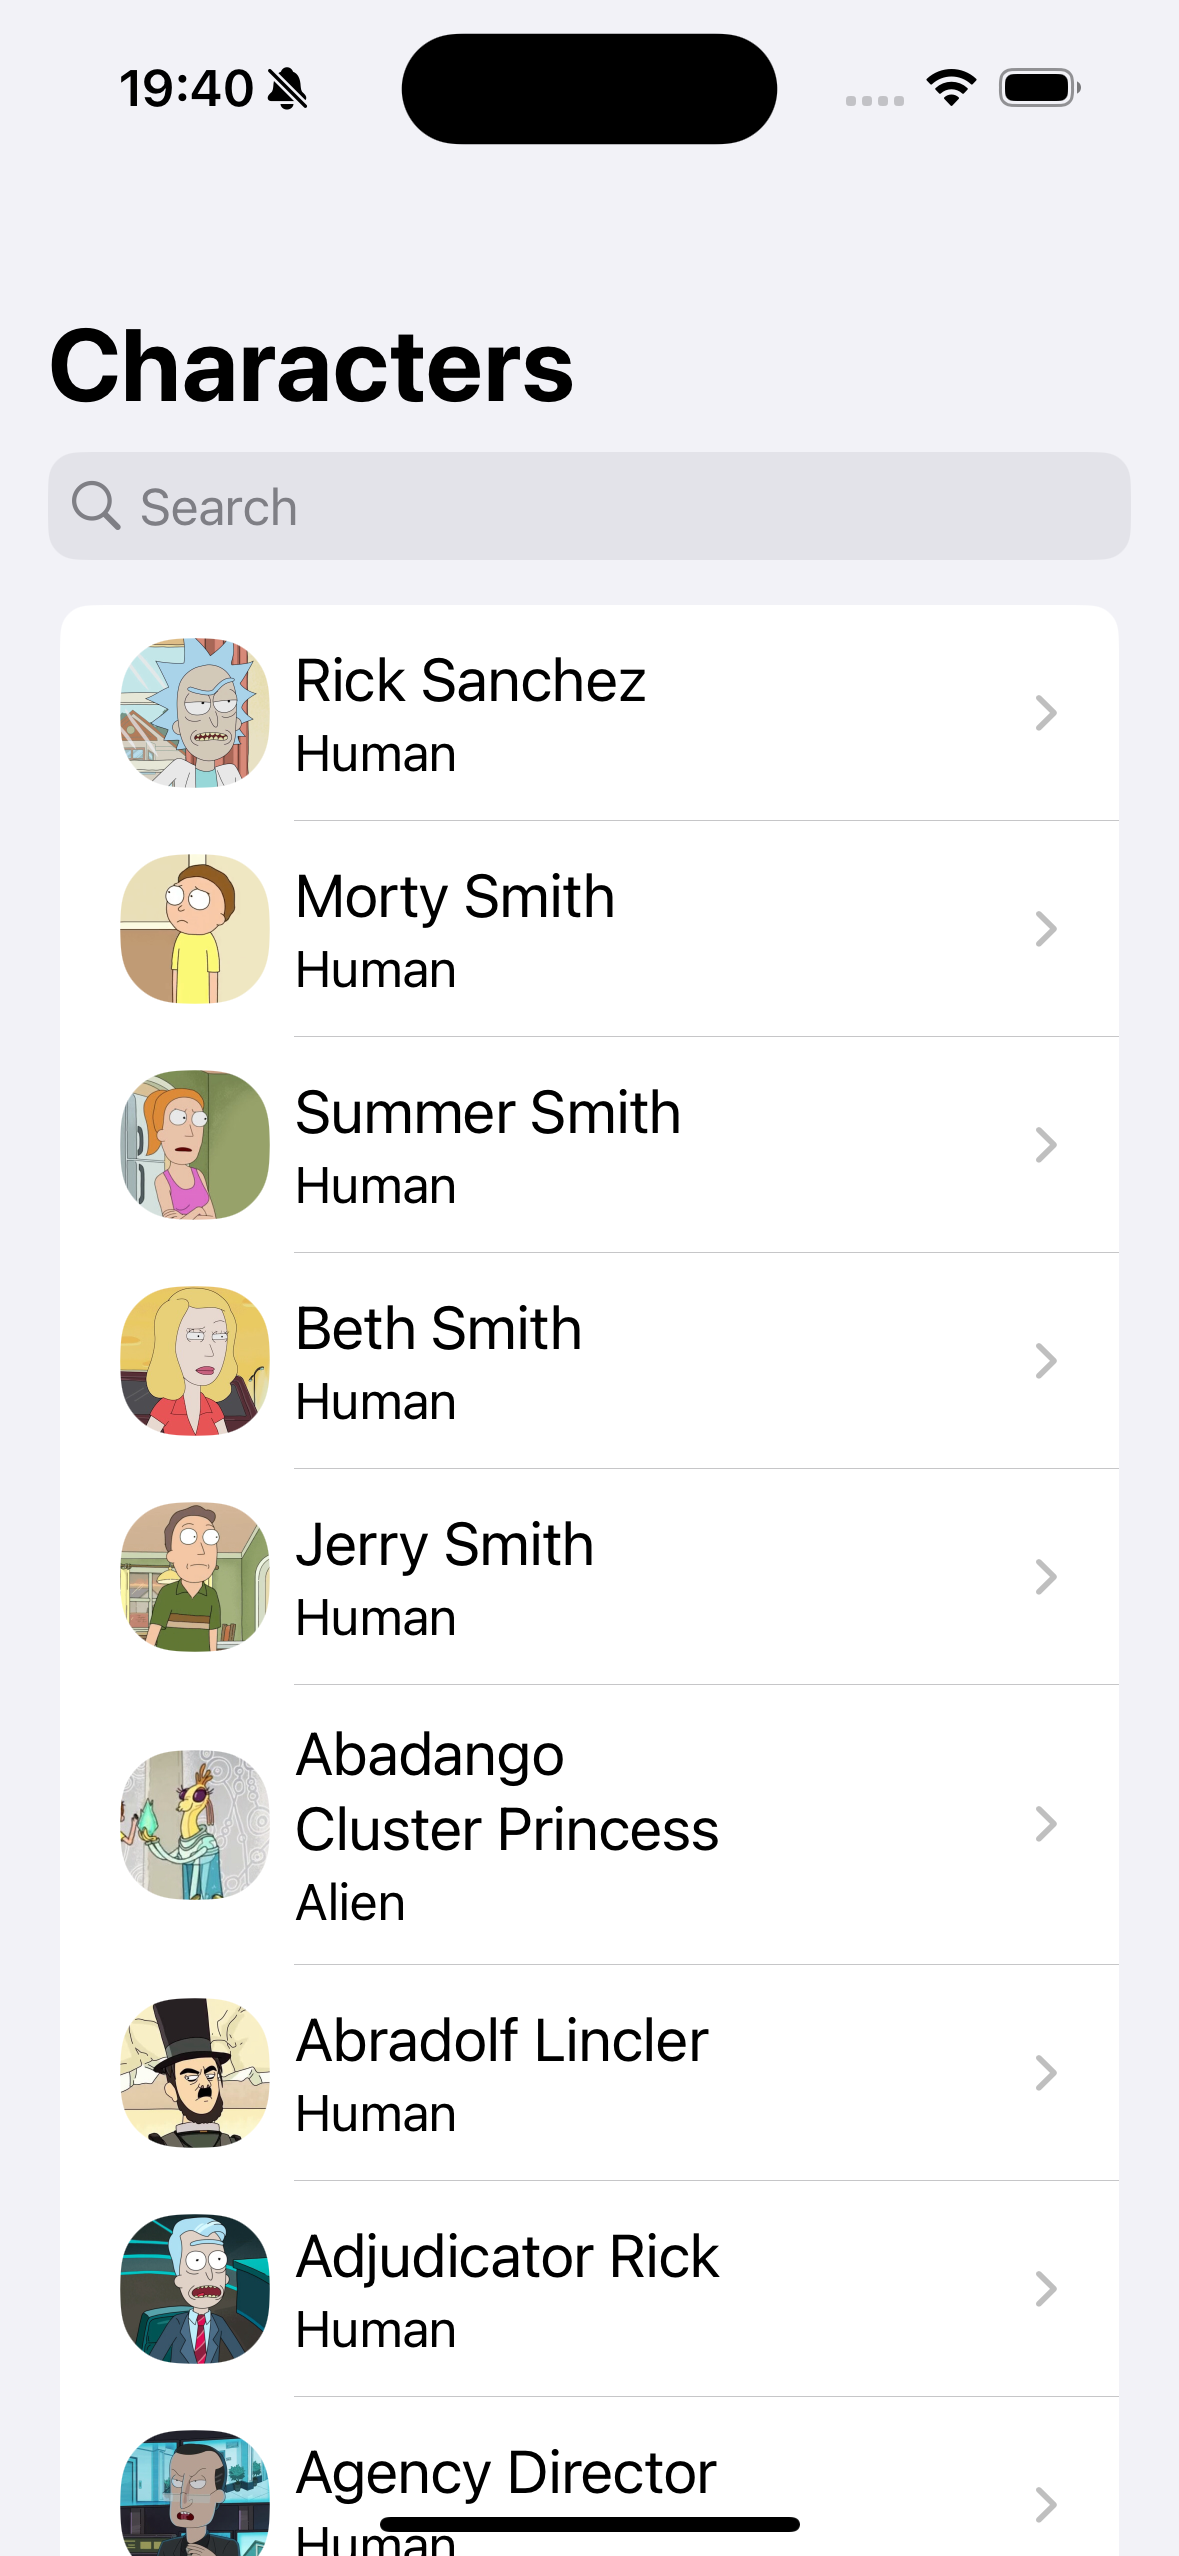 19:40
Characters
Search
Rick Sanchez
Human
Morty Smith
Human
Summer Smith
Human
Beth Smith
Human
Jerry Smith
Human
Abadango
Cluster Princess
Alien
Abradolf Lincler
Human
Adjudicator Rick
Human
Agency Director
Human